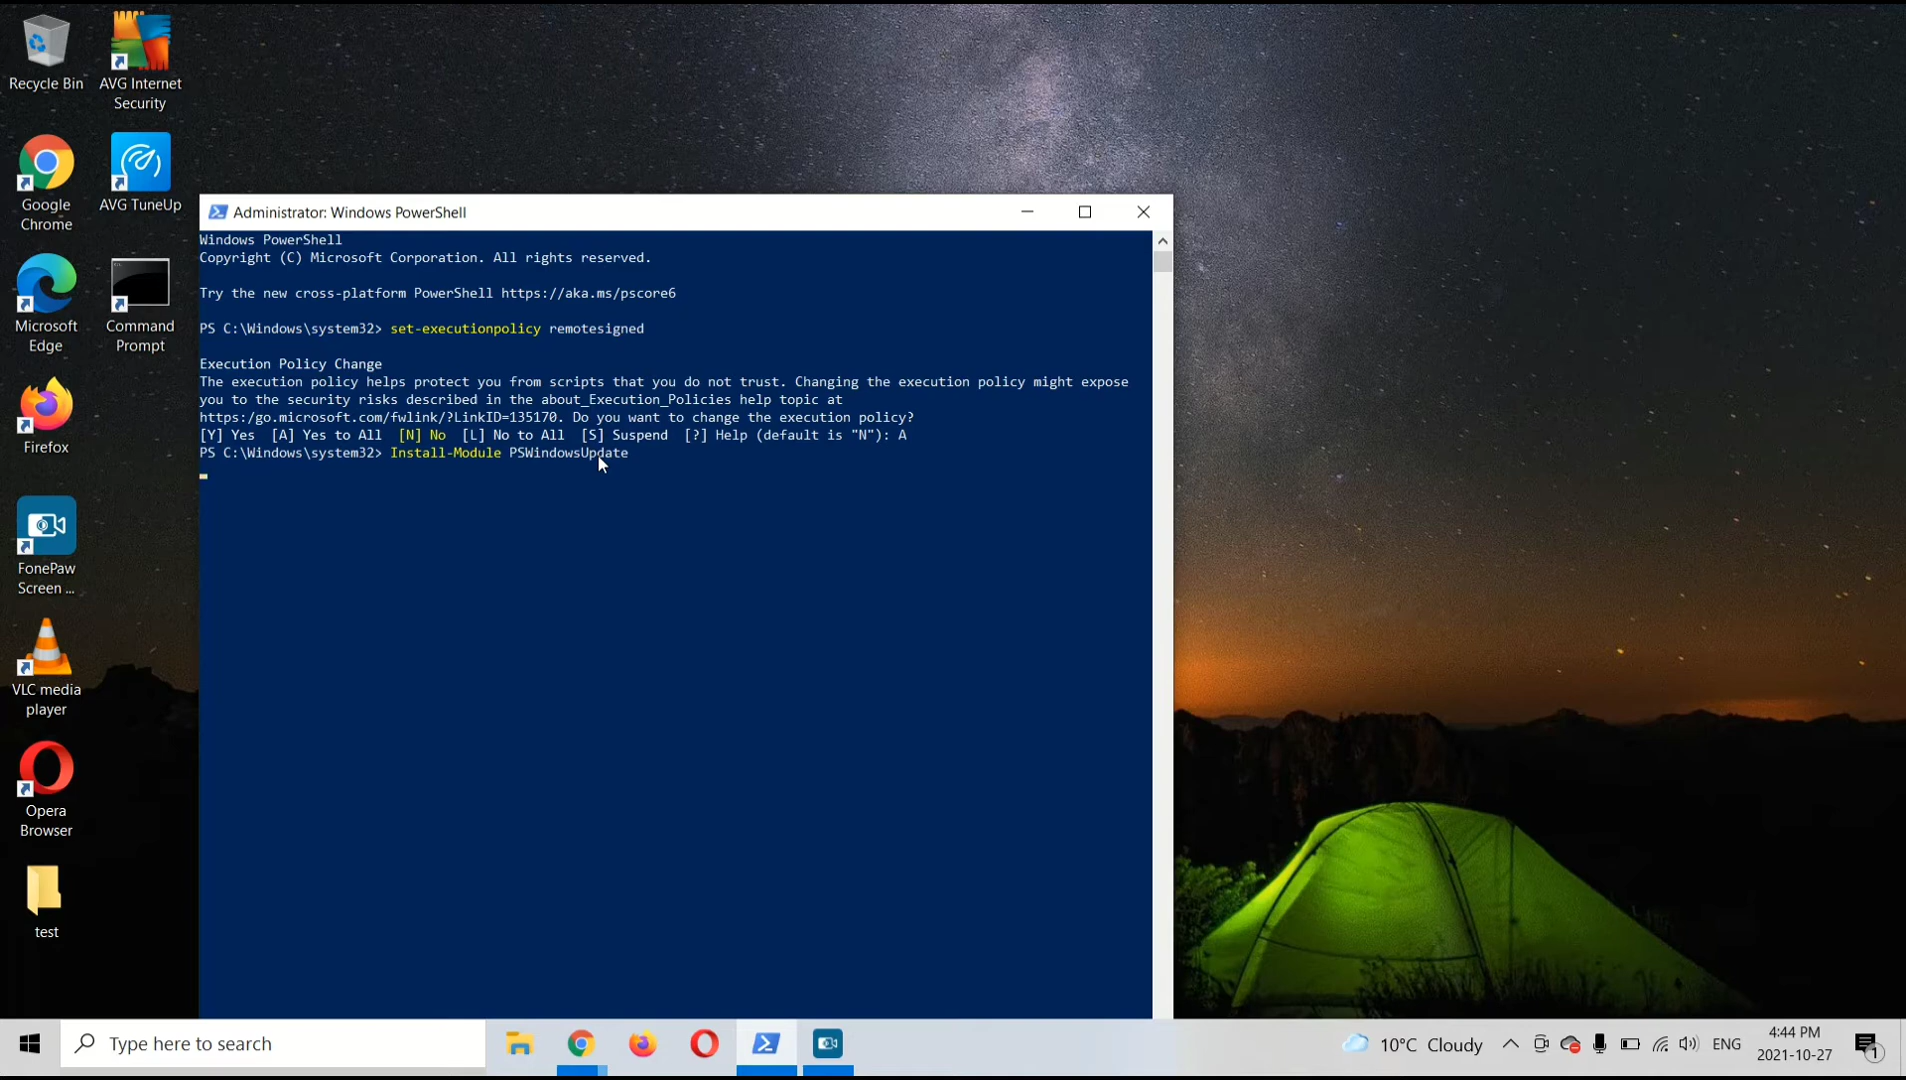 Recycle Bin
AVG Internet
Security
Google
Chrome
AVG TuneUp
Microsoft
Edge
Command
Prompt
Firefox
FonePaw
Screen ...
VLC media
player
Opera
Browser
test
Administrator: Windows PowerShell
Windows PowerShell
Copyright (C) Microsoft Corporation. All rights reserved.
Try the new cross-platform PowerShell https://aka.ms/pscore6
PS C:\Windows\system32> set-executionpolicy remotesigned
Execution Policy Change
The execution policy helps protect you from scripts that you do not trust. Changing the execution policy might expose
you to the security risks described in the about_Execution_Policies help topic at
https:/go.microsoft.com/fwlink/?LinkID=135170. Do you want to change the execution policy?
[Y] Yes  [A] Yes to All  [N] No  [L] No to All  [S] Suspend  [?] Help (default is "N"): A
PS C:\Windows\system32> Install-Module PSWindowsUpdate
Type here to search
10°C Cloudy
ENG
4:44 PM
2021-10-27
1